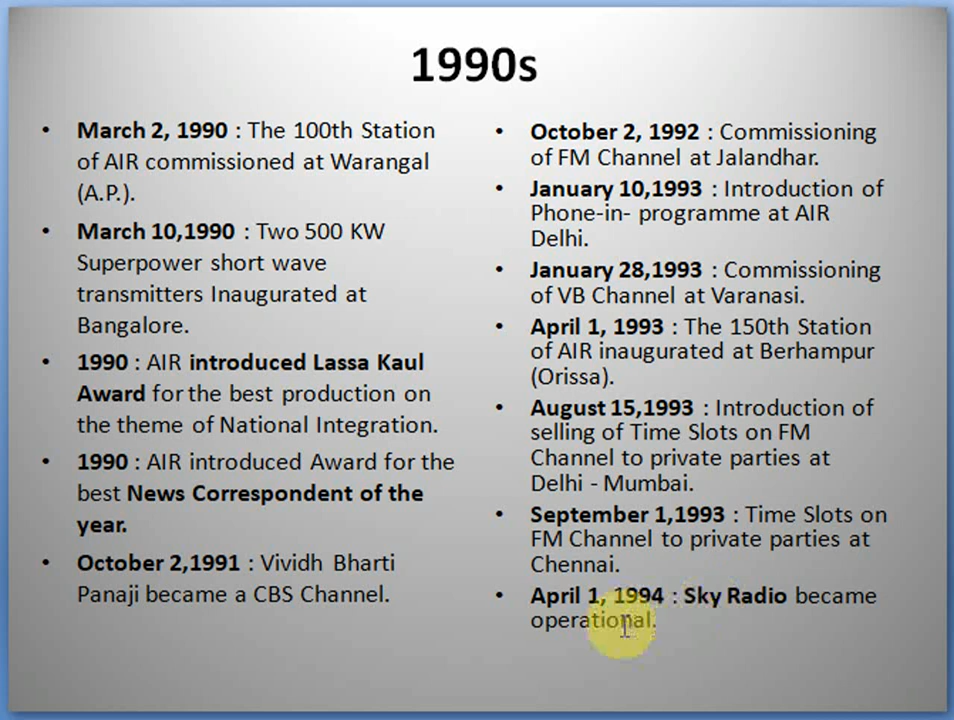 1990s
• March 2, 1990 : The 100th Station
of AIR commissioned at Warangal
(A.P.).
• March 10,1990 : Two 500 KW
Superpower short wave
transmitters Inaugurated at
Bangalore.
• 1990 : AIR introduced Lassa Kaul
Award for the best production on
the theme of National Integration.
• 1990 : AIR introduced Award for the
best News Correspondent of the
year.
• October 2,1991 : Vividh Bharti
Panaji became a CBS Channel.
• October 2, 1992 : Commissioning
of FM Channel at Jalandhar.
• January 10,1993 : Introduction of
Phone-in- programme at AIR
Delhi.
• January 28,1993 : Commissioning
of VB Channel at Varanasi.
• April 1, 1993 : The 150th Station
of AIR inaugurated at Berhampur
(Orissa).
• August 15,1993 : Introduction of
selling of Time Slots on FM
Channel to private parties at
Delhi - Mumbai.
• September 1,1993 : Time Slots on
FM Channel to private parties at
Chennai.
• April 1, 1994 : Sky Radio became
operational.